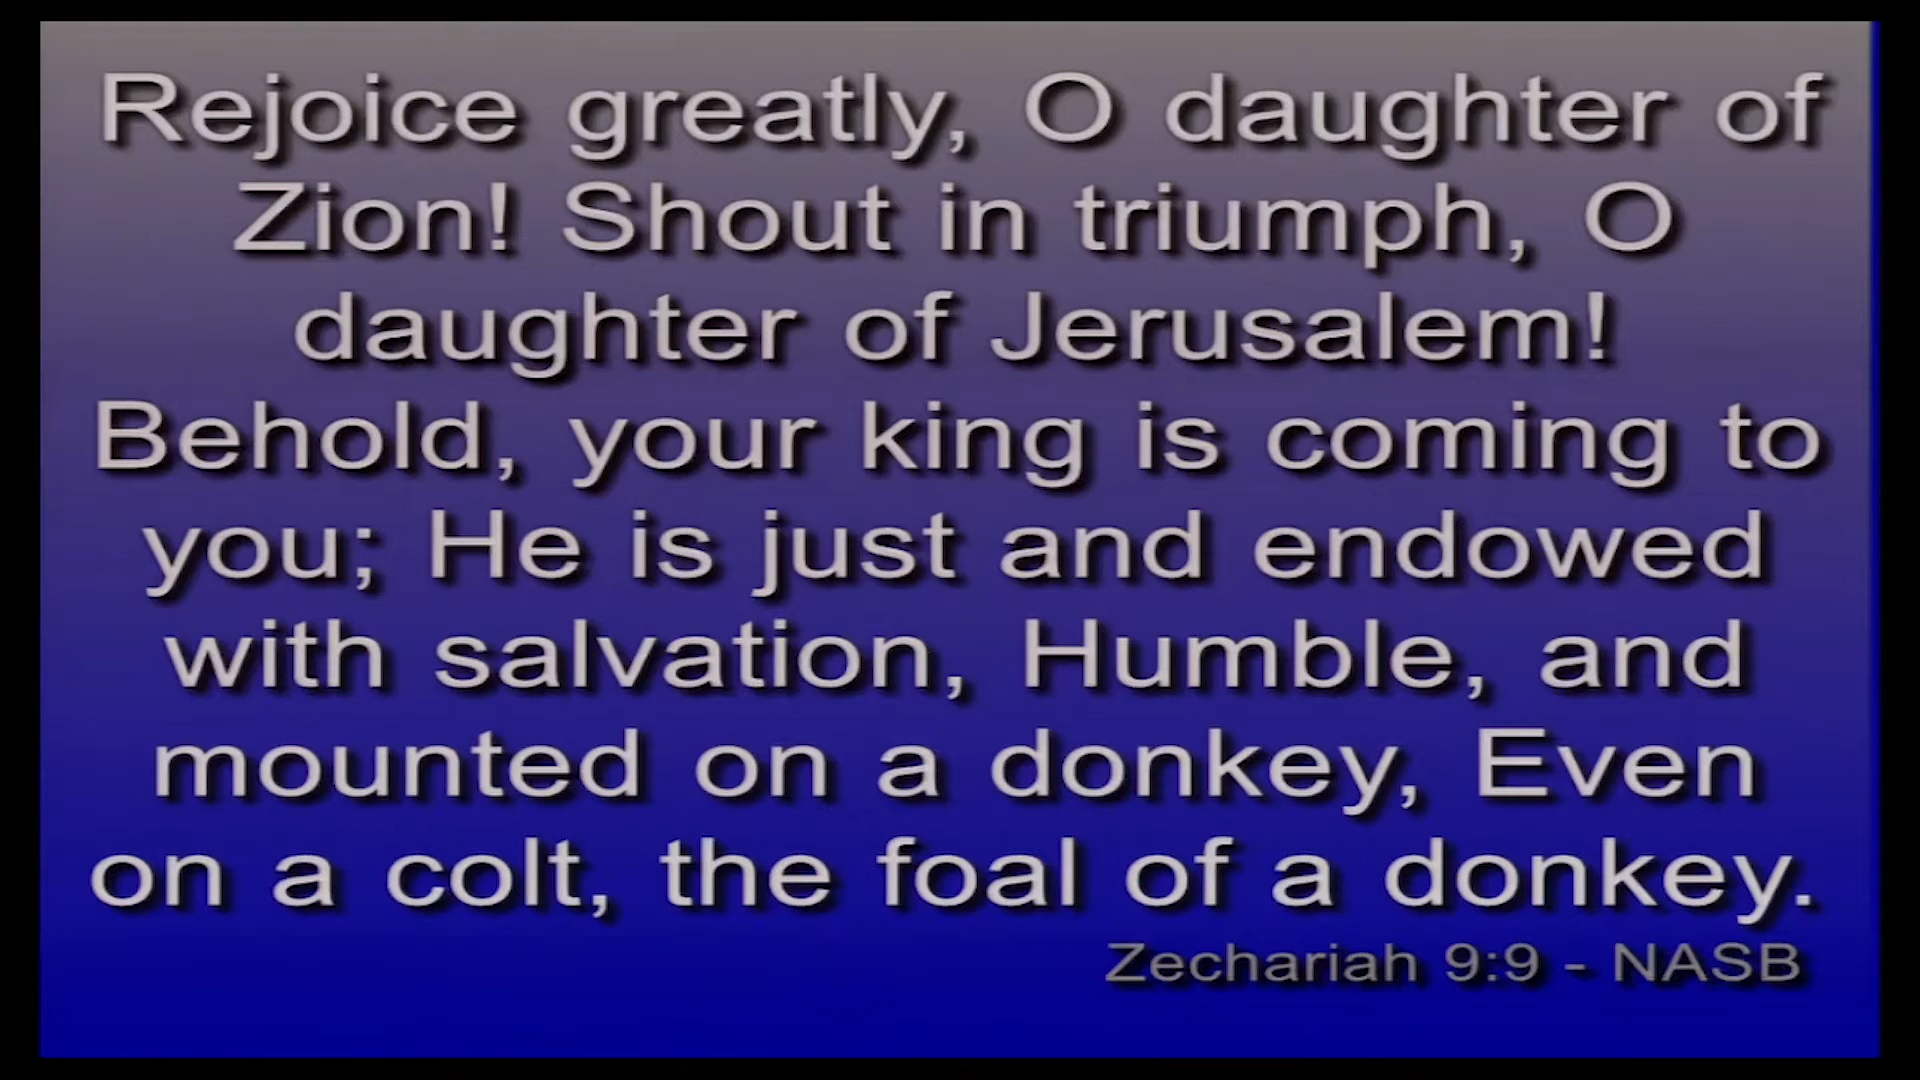 Rejoice greatly, O daughter of
Zion! Shout in triumph, O
daughter of Jerusalem!
Behold, your king is coming to
you; He is just and endowed
with salvation, Humble, and
mounted on a donkey, Even
on a colt, the foal of a donkey.
Zechariah 9:9 - NASB